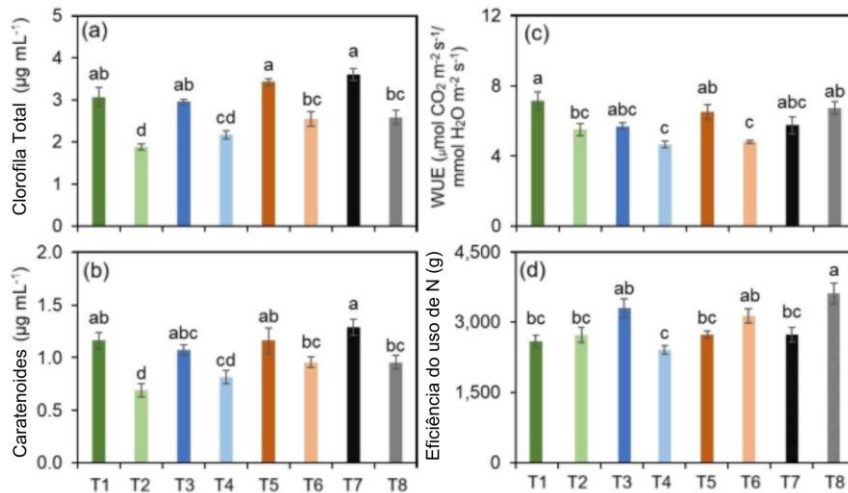 (a)
Clorofila Total (µg mL⁻¹)
5
4
3
2
1
0
ab
d
ab
cd
a
bc
a
bc
(c)
WUE (µmol CO₂ m⁻² s⁻¹/
mmol H₂O m⁻² s⁻¹)
12
8
4
0
a
bc
abc
c
ab
c
abc
ab
(b)
Caratenoides (µg mL⁻¹)
2.0
1.5
1.0
0.5
0.0
ab
d
abc
cd
ab
bc
a
bc
T1 T2 T3 T4 T5 T6 T7 T8
(d)
Eficiência do uso de N (g)
4,500
3,000
1,500
0
bc
bc
ab
c
bc
ab
bc
a
T1 T2 T3 T4 T5 T6 T7 T8